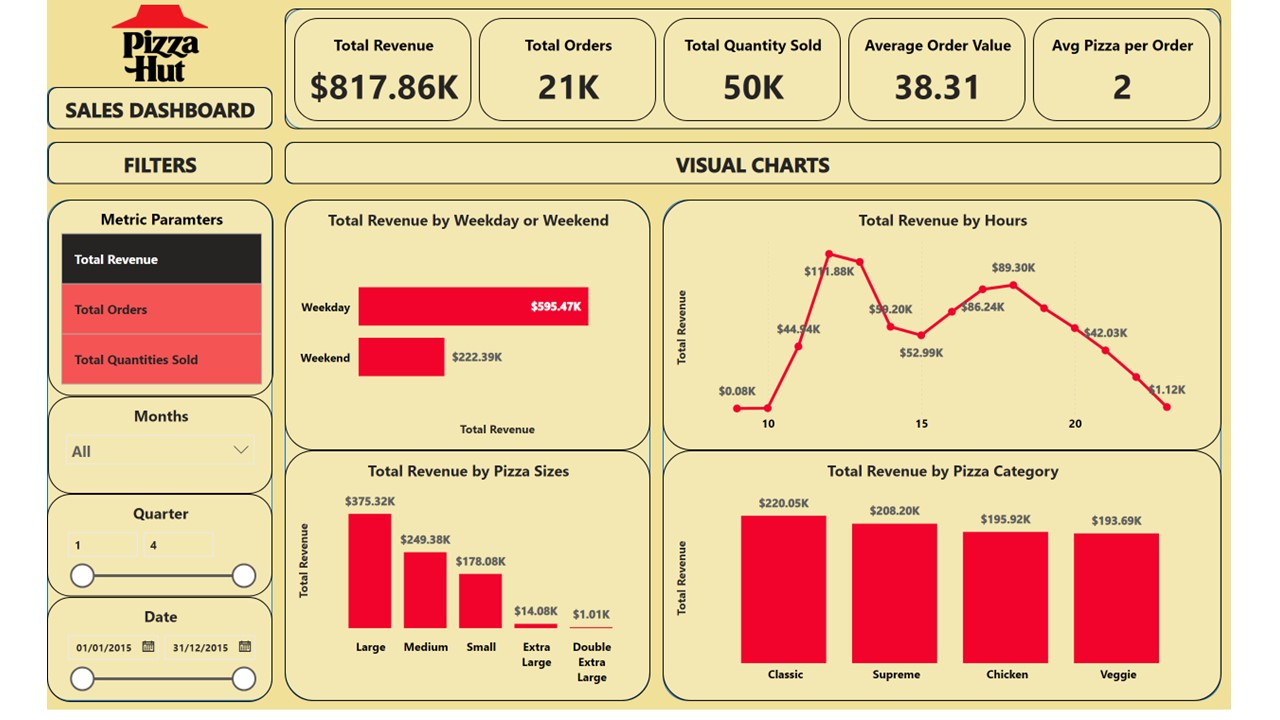 Pizza
Hut
SALES DASHBOARD
Total Revenue
$817.86K
Total Orders
21K
Total Quantity Sold
50K
Average Order Value
38.31
Avg Pizza per Order
2
FILTERS
VISUAL CHARTS
Metric Paramters
Total Revenue
Total Orders
Total Quantities Sold
Months
All
Quarter
1 4
Date
01/01/2015 31/12/2015
Total Revenue by Weekday or Weekend
Weekday $595.47K
Weekend $222.39K
Total Revenue
Total Revenue by Hours
Total Revenue
$0.08K
$44.94K
$111.88K
$59.20K
$52.99K
$86.24K
$89.30K
$42.03K
$1.12K
10 15 20
Total Revenue by Pizza Sizes
Total Revenue
$375.32K
$249.38K
$178.08K
$14.08K
$1.01K
Large
Medium
Small
Extra
Large
Double
Extra
Large
Total Revenue by Pizza Category
Total Revenue
$220.05K
$208.20K
$195.92K
$193.69K
Classic
Supreme
Chicken
Veggie